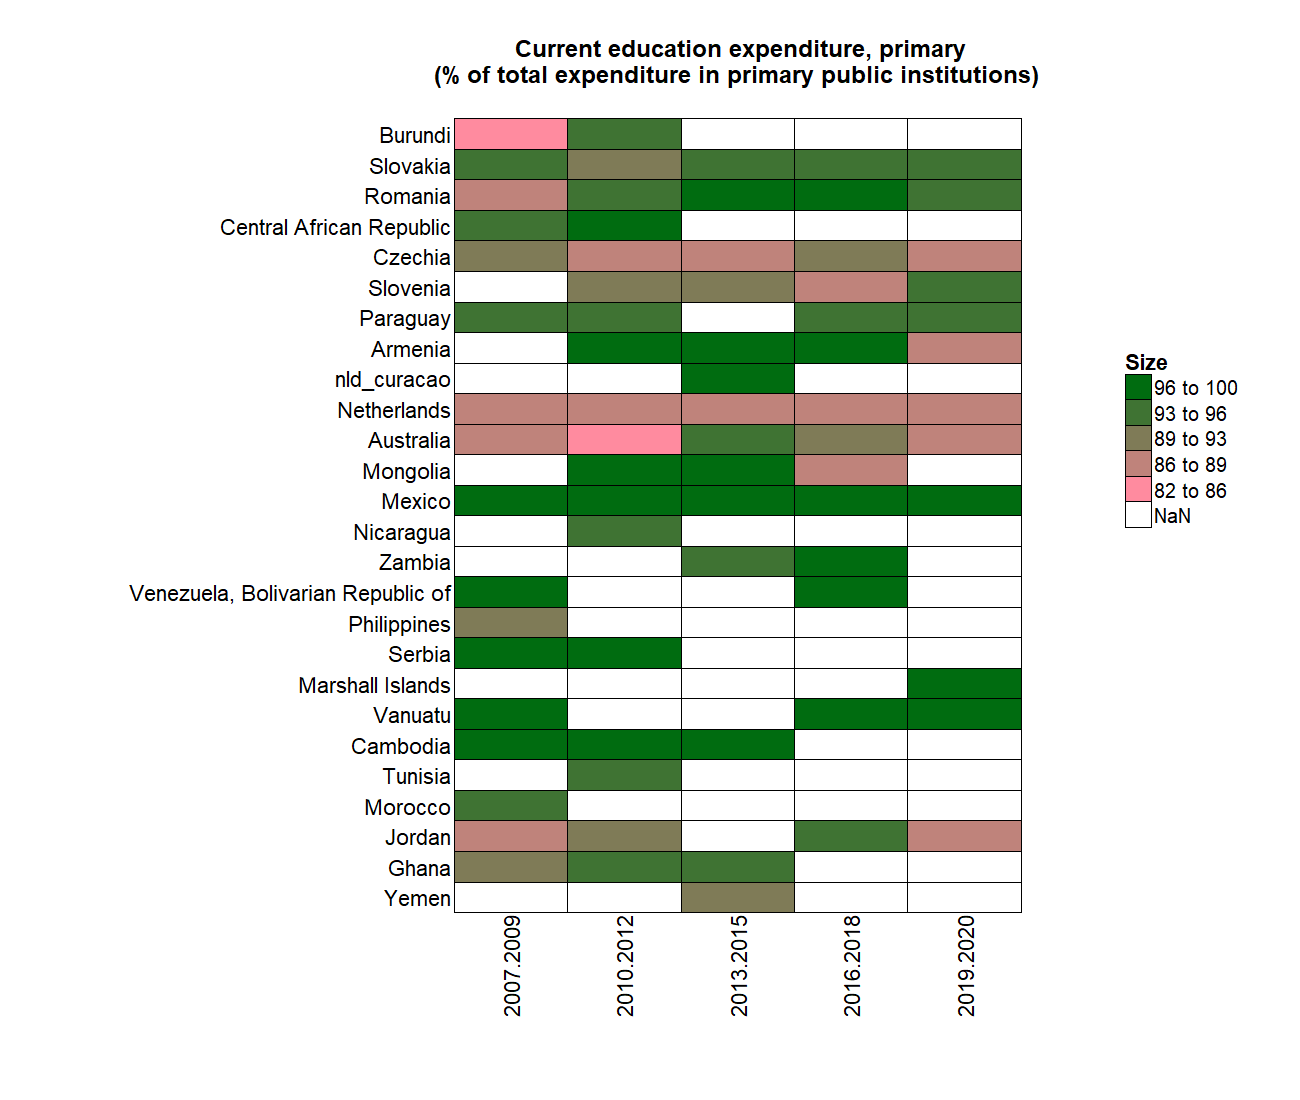 Current education expenditure, primary
(% of total expenditure in primary public institutions)
Burundi
Slovakia
Romania
Central African Republic
Czechia
Slovenia
Paraguay
Armenia
nld_curacao
Netherlands
Australia
Mongolia
Mexico
Nicaragua
Zambia
Venezuela, Bolivarian Republic of
Philippines
Serbia
Marshall Islands
Vanuatu
Cambodia
Tunisia
Morocco
Jordan
Ghana
Yemen
2007.2009
2010.2012
2013.2015
2016.2018
2019.2020
Size
96 to 100
93 to 96
89 to 93
86 to 89
82 to 86
NaN